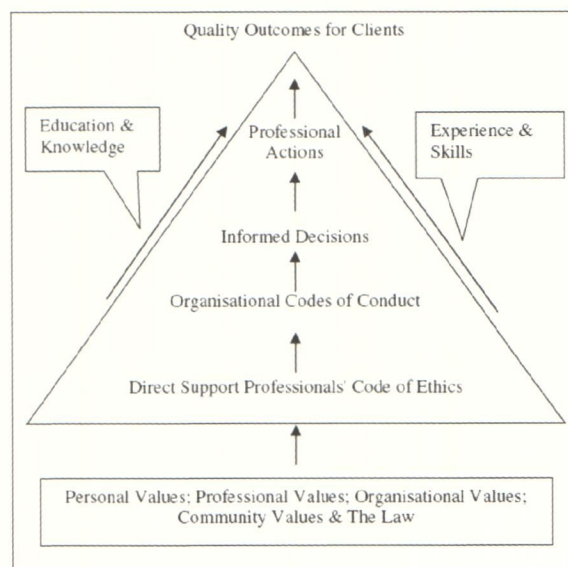 Quality Outcomes for Clients
Education &
Knowledge
Experience &
Skills
Professional
Actions
Informed Decisions
Organisational Codes of Conduct
Direct Support Professionals' Code of Ethics
Personal Values; Professional Values; Organisational Values;
Community Values & The Law